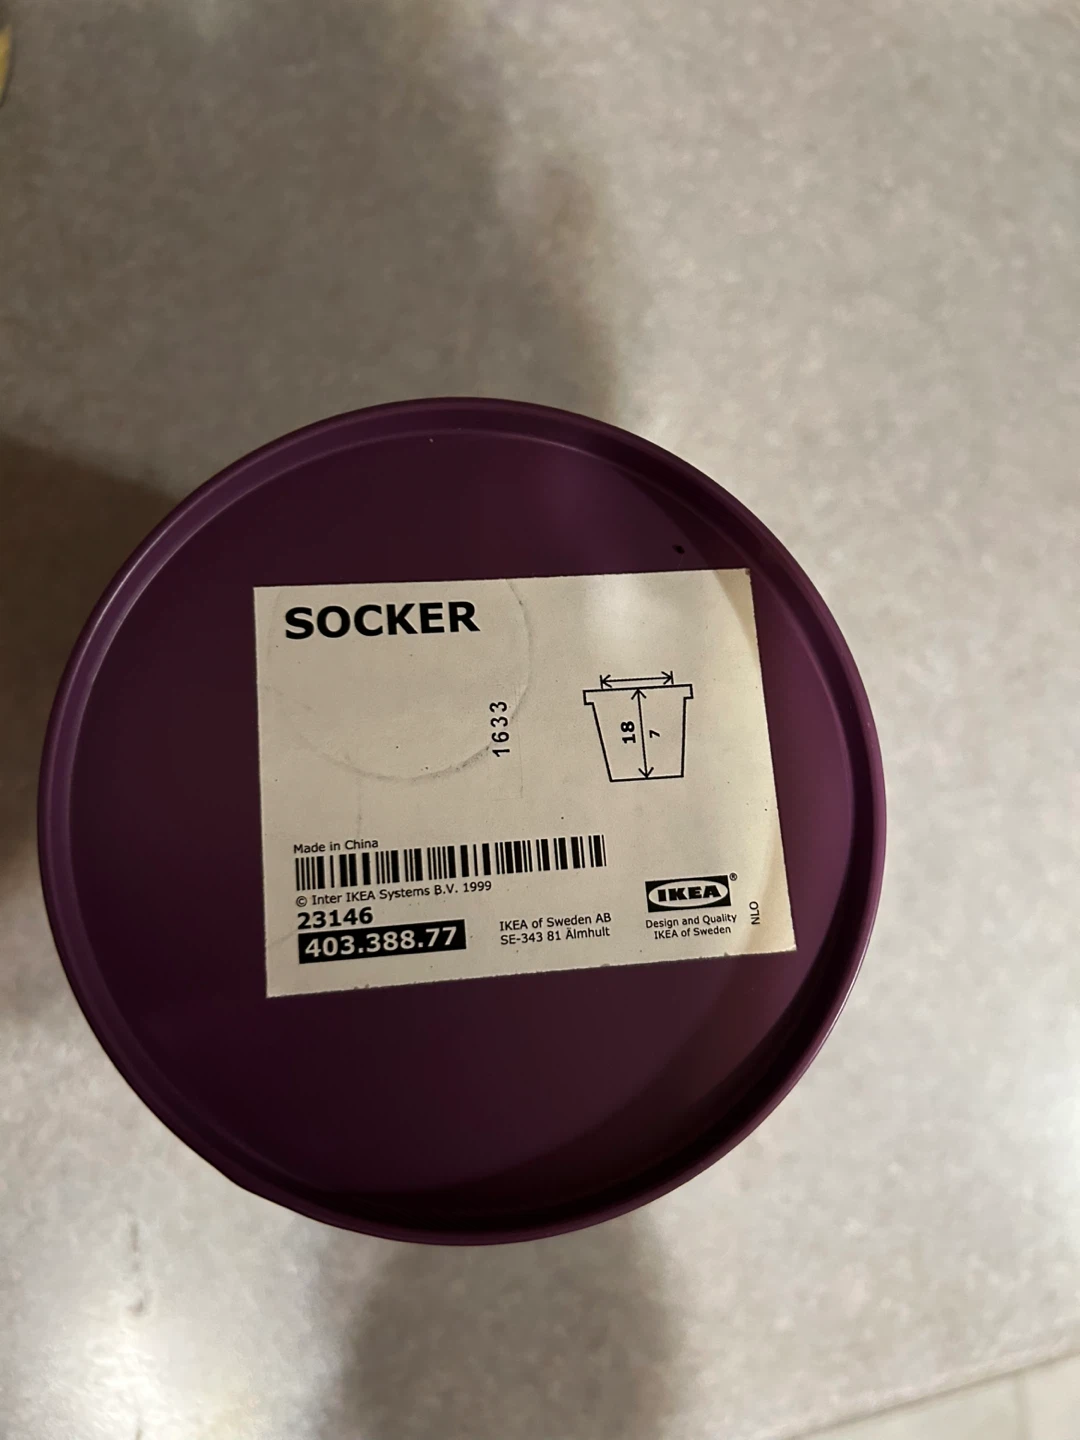 SOCKER
1633
18
7
Made in China
© Inter IKEA Systems B.V. 1999
23146
403.388.77
IKEA of Sweden AB
SE-343 81 Älmhult
IKEA®
Design and Quality
IKEA of Sweden
NLO